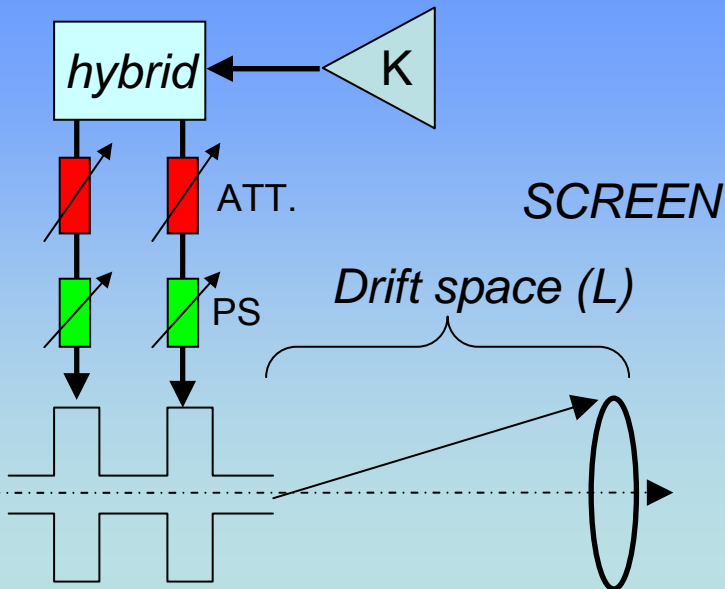 hybrid
K
ATT.
SCREEN
Drift space (L)
PS